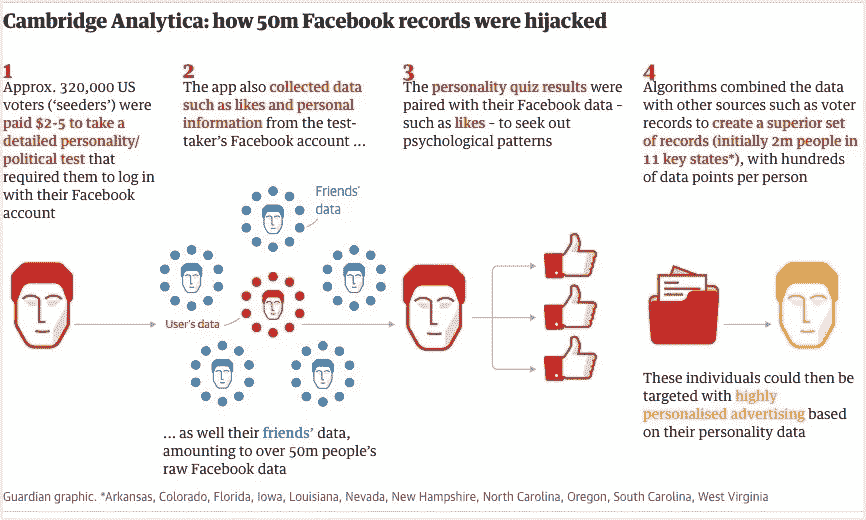 Cambridge Analytica: how 50m Facebook records were hijacked
1
Approx. 320,000 US
voters (‘seeders’) were
paid $2-5 to take a
detailed personality/
political test that
required them to log in
with their Facebook
account
2
The app also collected data
such as likes and personal
information from the test-
taker’s Facebook account ...
Friends’
data
User’s data
... as well their friends’ data,
amounting to over 50m people’s
raw Facebook data
3
The personality quiz results were
paired with their Facebook data –
such as likes – to seek out
psychological patterns
4
Algorithms combined the data
with other sources such as voter
records to create a superior set
of records (initially 2m people in
11 key states*), with hundreds
of data points per person
These individuals could then be
targeted with highly
personalised advertising based
on their personality data
Guardian graphic. *Arkansas, Colorado, Florida, Iowa, Louisiana, Nevada, New Hampshire, North Carolina, Oregon, South Carolina, West Virginia